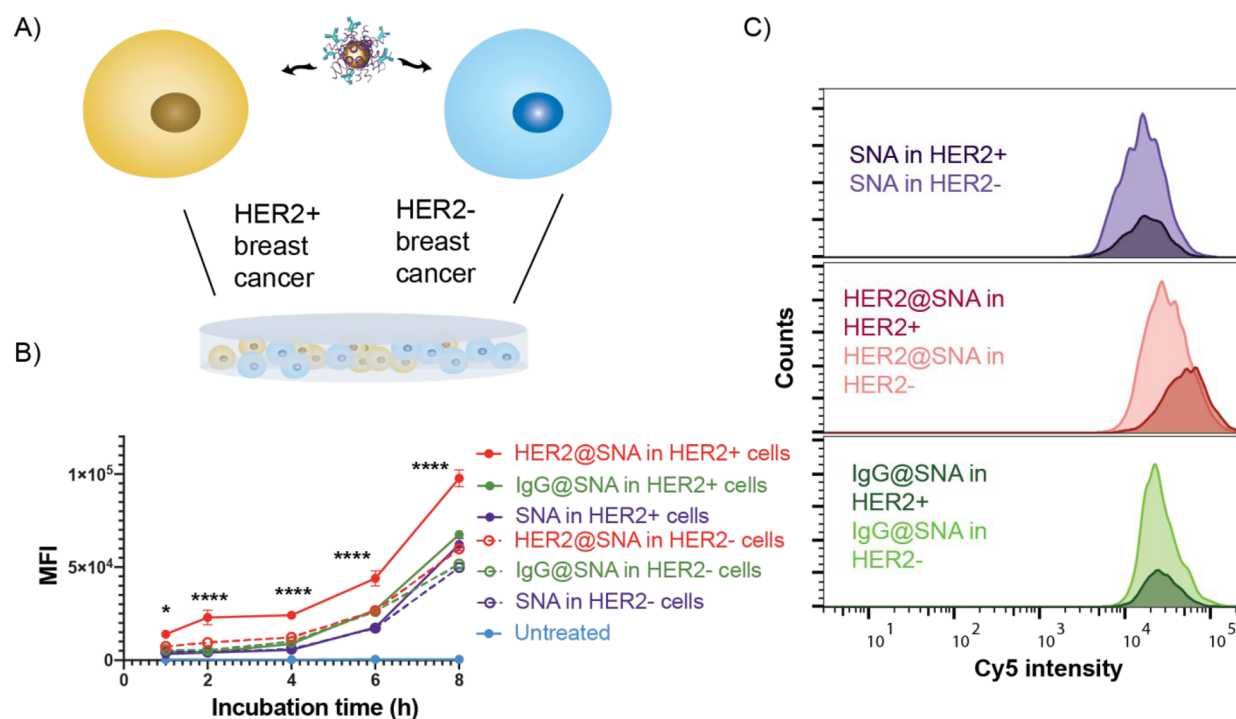 A)
HER2+
breast
cancer
HER2-
breast
cancer
B)
MFI
1×10⁵
5×10⁴
0
*
****
****
****
****
0
2
4
6
8
Incubation time (h)
HER2@SNA in HER2+ cells
IgG@SNA in HER2+ cells
SNA in HER2+ cells
HER2@SNA in HER2- cells
IgG@SNA in HER2- cells
SNA in HER2- cells
Untreated
C)
Counts
SNA in HER2+
SNA in HER2-
HER2@SNA in
HER2+
HER2@SNA in
HER2-
IgG@SNA in
HER2+
IgG@SNA in
HER2-
10¹
10²
10³
10⁴
10⁵
Cy5 intensity